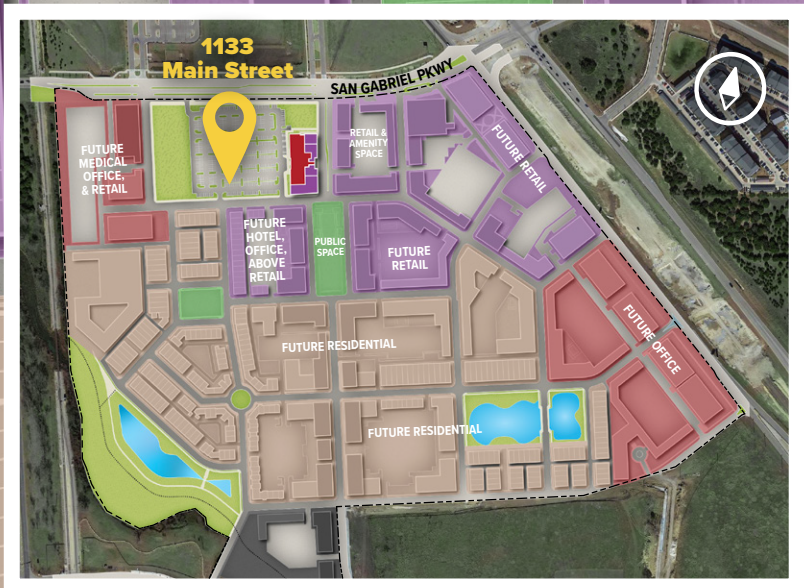 1133
Main Street
SAN GABRIEL PKWY
FUTURE
MEDICAL
OFFICE,
& RETAIL
RETAIL &
AMENITY
SPACE
FUTURE RETAIL
FUTURE
HOTEL,
OFFICE,
ABOVE
RETAIL
PUBLIC
SPACE
FUTURE
RETAIL
FUTURE OFFICE
FUTURE RESIDENTIAL
FUTURE RESIDENTIAL